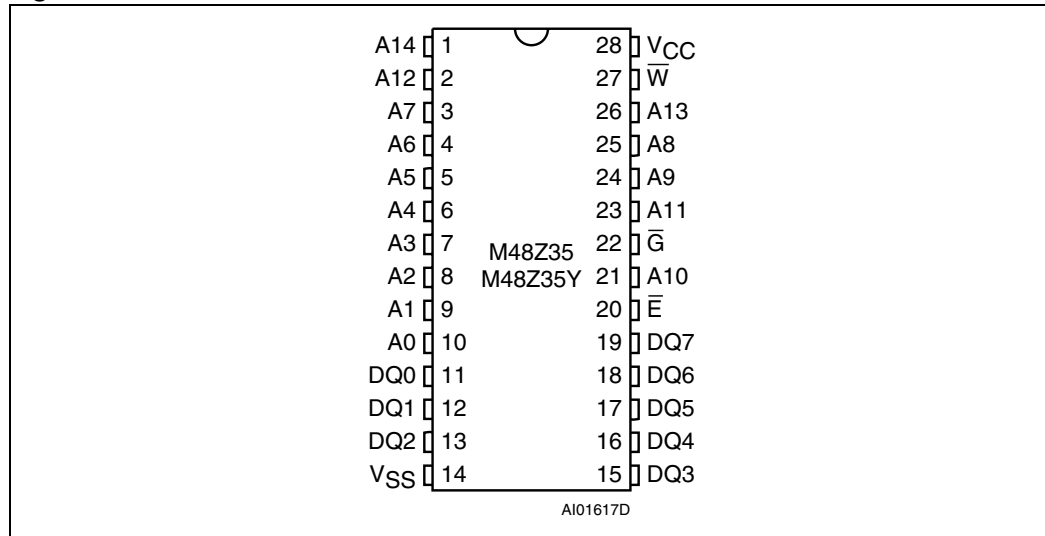 A14 1 28 VCC
A12 2 27 W̅
A7 3 26 A13
A6 4 25 A8
A5 5 24 A9
A4 6 23 A11
A3 7 22 G̅
M48Z35
A2 8 M48Z35Y 21 A10
A1 9 20 E̅
A0 10 19 DQ7
DQ0 11 18 DQ6
DQ1 12 17 DQ5
DQ2 13 16 DQ4
VSS 14 15 DQ3
AI01617D